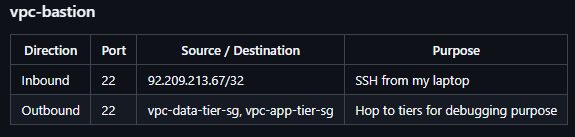 vpc-bastion
Direction Port Source / Destination Purpose
Inbound 22 92.209.213.67/32 SSH from my laptop
Outbound 22 vpc-data-tier-sg, vpc-app-tier-sg Hop to tiers for debugging purpose